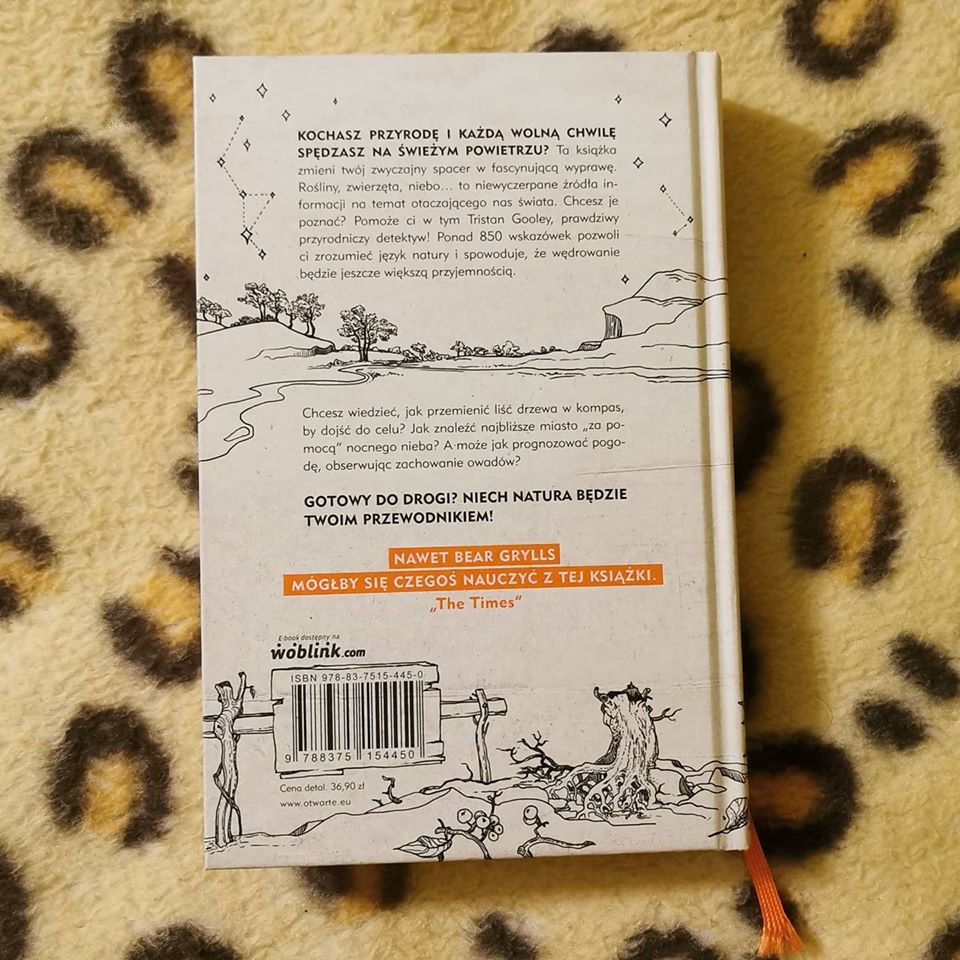 KOCHASZ PRZYRODĘ I KAŻDĄ WOLNĄ CHWILĘ
SPĘDZASZ NA ŚWIEŻYM POWIETRZU? Ta książka
zmieni twój zwyczajny spacer w fascynującą wyprawę.
Rośliny, zwierzęta, niebo... to niewyczerpane źródła in-
formacji na temat otaczającego nas świata. Chcesz je
poznać? Pomoże ci w tym Tristan Gooley, prawdziwy
przyrodniczy detektyw! Ponad 850 wskazówek pozwoli
ci zrozumieć język natury i spowoduje, że wędrowanie
będzie jeszcze większą przyjemnością.
Chcesz wiedzieć, jak przemienić liść drzewa w kompas,
by dojść do celu? Jak znaleźć najbliższe miasto „za po-
mocą” nocnego nieba? A może jak prognozować pogo-
dę, obserwując zachowanie owadów?
GOTOWY DO DROGI? NIECH NATURA BĘDZIE
TWOIM PRZEWODNIKIEM!
NAWET BEAR GRYLLS
MÓGŁBY SIĘ CZEGOŚ NAUCZYĆ Z TEJ KSIĄŻKI.
„The Times”
E-book dostępny na
woblink.com
ISBN 978-83-7515-445-0
9 788375 154450
Cena detal. 36,90 zł
www.otwarte.eu